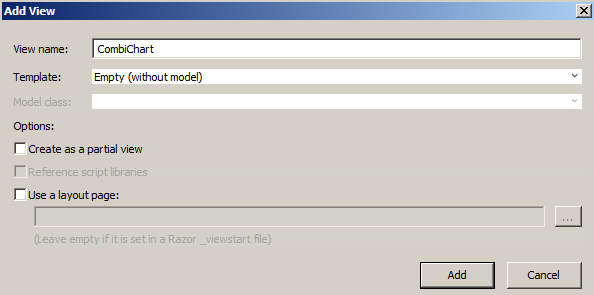 Add View
View name: CombiChart
Template: Empty (without model)
Model class:
Options:
Create as a partial view
Reference script libraries
Use a layout page:
...
(Leave empty if it is set in a Razor _viewstart file)
Add Cancel